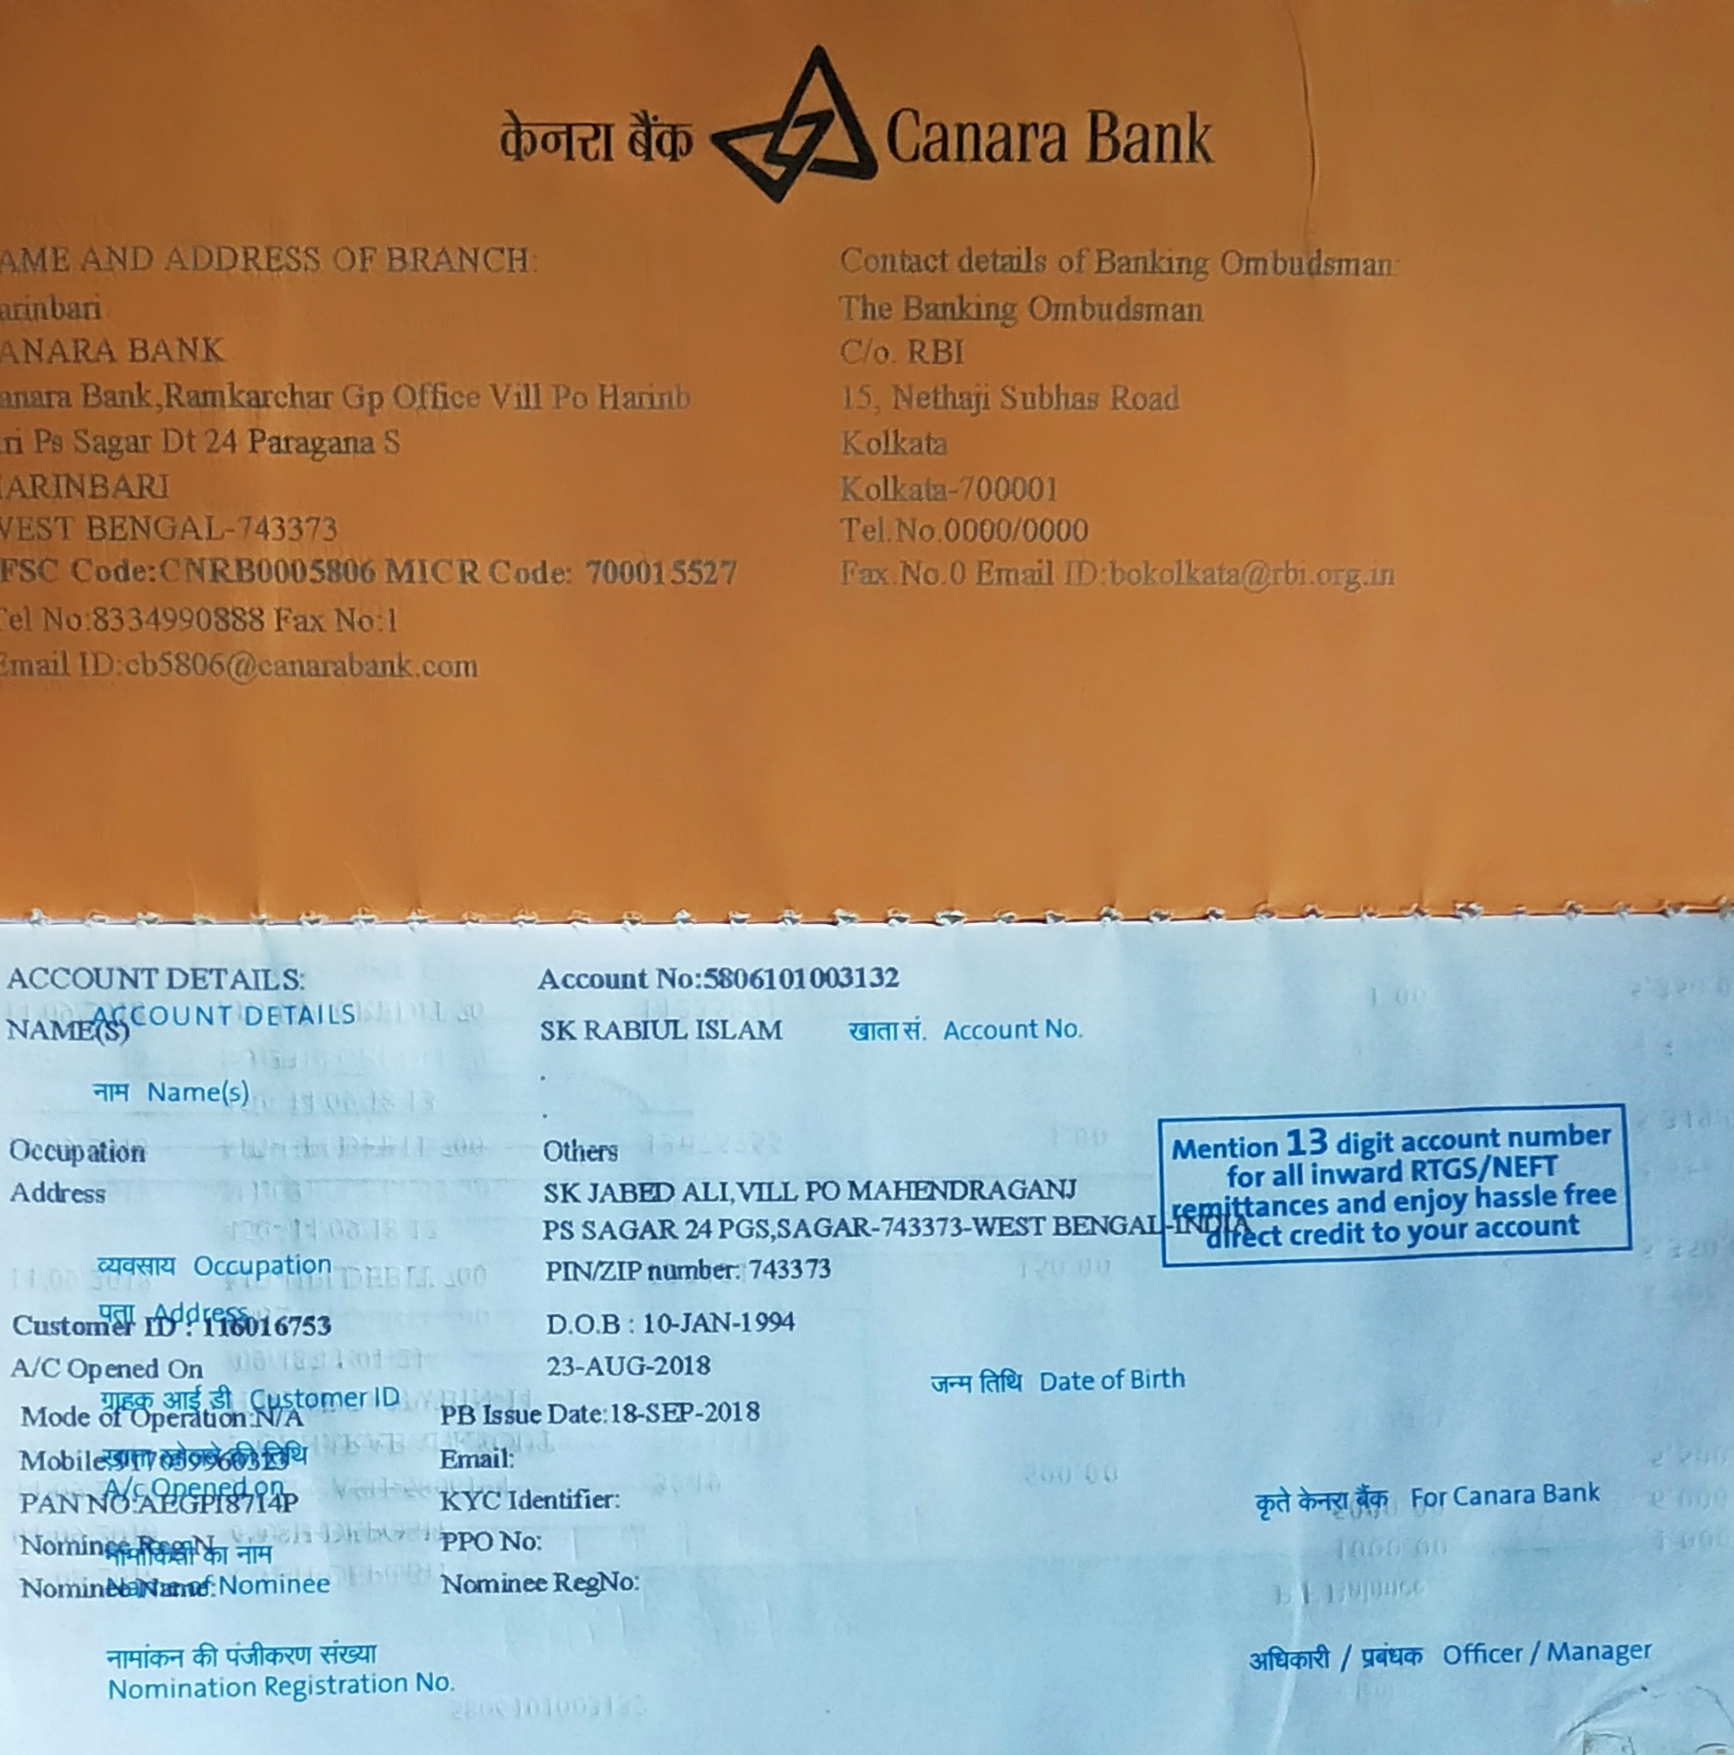 केनरा बैंक Canara Bank
AME AND ADDRESS OF BRANCH:
arinbari
ANARA BANK
anara Bank,Ramkarchar Gp Office Vill Po Harinb
ri Ps Sagar Dt 24 Paragana S
ARINBARI
WEST BENGAL-743373
FSC Code:CNRB0005806 MICR Code: 700015527
Tel No:8334990888 Fax No:1
Email ID:cb5806@canarabank.com
Contact details of Banking Ombudsman:
The Banking Ombudsman
C/o. RBI
15, Nethaji Subhas Road
Kolkata
Kolkata-700001
Tel.No.0000/0000
Fax.No.0 Email ID:bokolkata@rbi.org.in
ACCOUNT DETAILS: Account No:5806101003132
ACCOUNT DETAILS
NAME(S) SK RABIUL ISLAM खाता सं. Account No.
नाम Name(s)
Occupation Others
Address SK JABED ALI,VILL PO MAHENDRAGANJ
PS SAGAR 24 PGS,SAGAR-743373-WEST BENGAL-INDIA
Mention 13 digit account number
for all inward RTGS/NEFT
remittances and enjoy hassle free
direct credit to your account
व्यवसाय Occupation PIN/ZIP number: 743373
पता Address
Customer ID : 116016753 D.O.B : 10-JAN-1994
A/C Opened On 23-AUG-2018
जन्म तिथि Date of Birth
ग्राहक आई डी Customer ID
Mode of Operation:N/A PB Issue Date:18-SEP-2018
खाता खोलने की तिथि
Email:
A/c Opened on
PAN NO:AEGPI8714P KYC Identifier:
कृते केनरा बैंक For Canara Bank
PPO No:
नामांकिती का नाम
Name of Nominee
Nominee Name: Nominee RegNo:
नामांकन की पंजीकरण संख्या
Nomination Registration No.
अधिकारी / प्रबंधक Officer / Manager